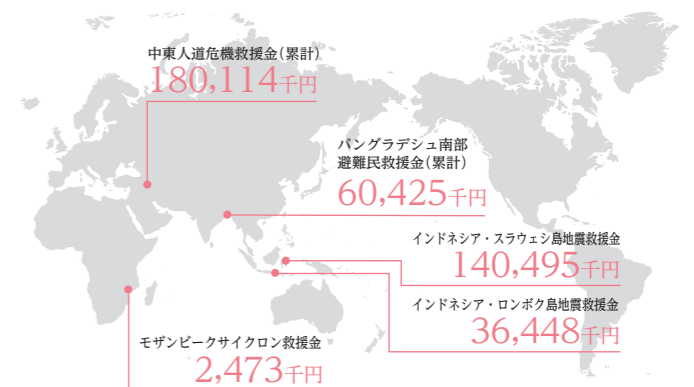 中東人道危機救援金（累計）
180,114千円
バングラデシュ南部
避難民救援金（累計）
60,425千円
インドネシア・スラウェシ島地震救援金
140,495千円
インドネシア・ロンボク島地震救援金
36,448千円
モザンビークサイクロン救援金
2,473千円